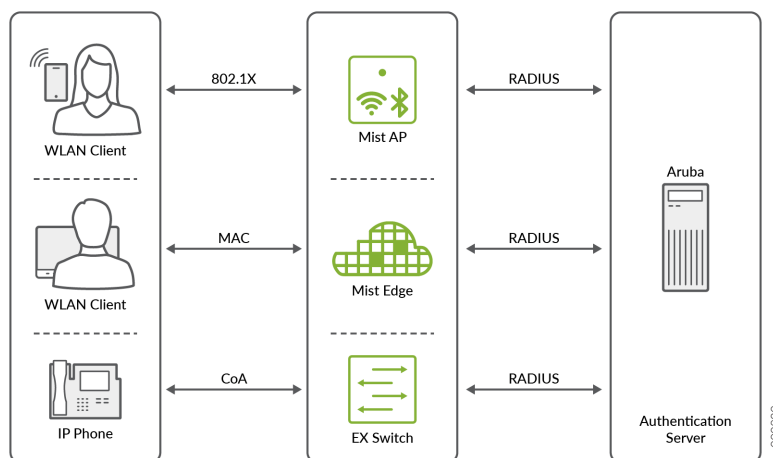 802.1X
RADIUS
WLAN Client
Mist AP
Aruba
MAC
RADIUS
WLAN Client
Mist Edge
CoA
RADIUS
IP Phone
EX Switch
Authentication
Server